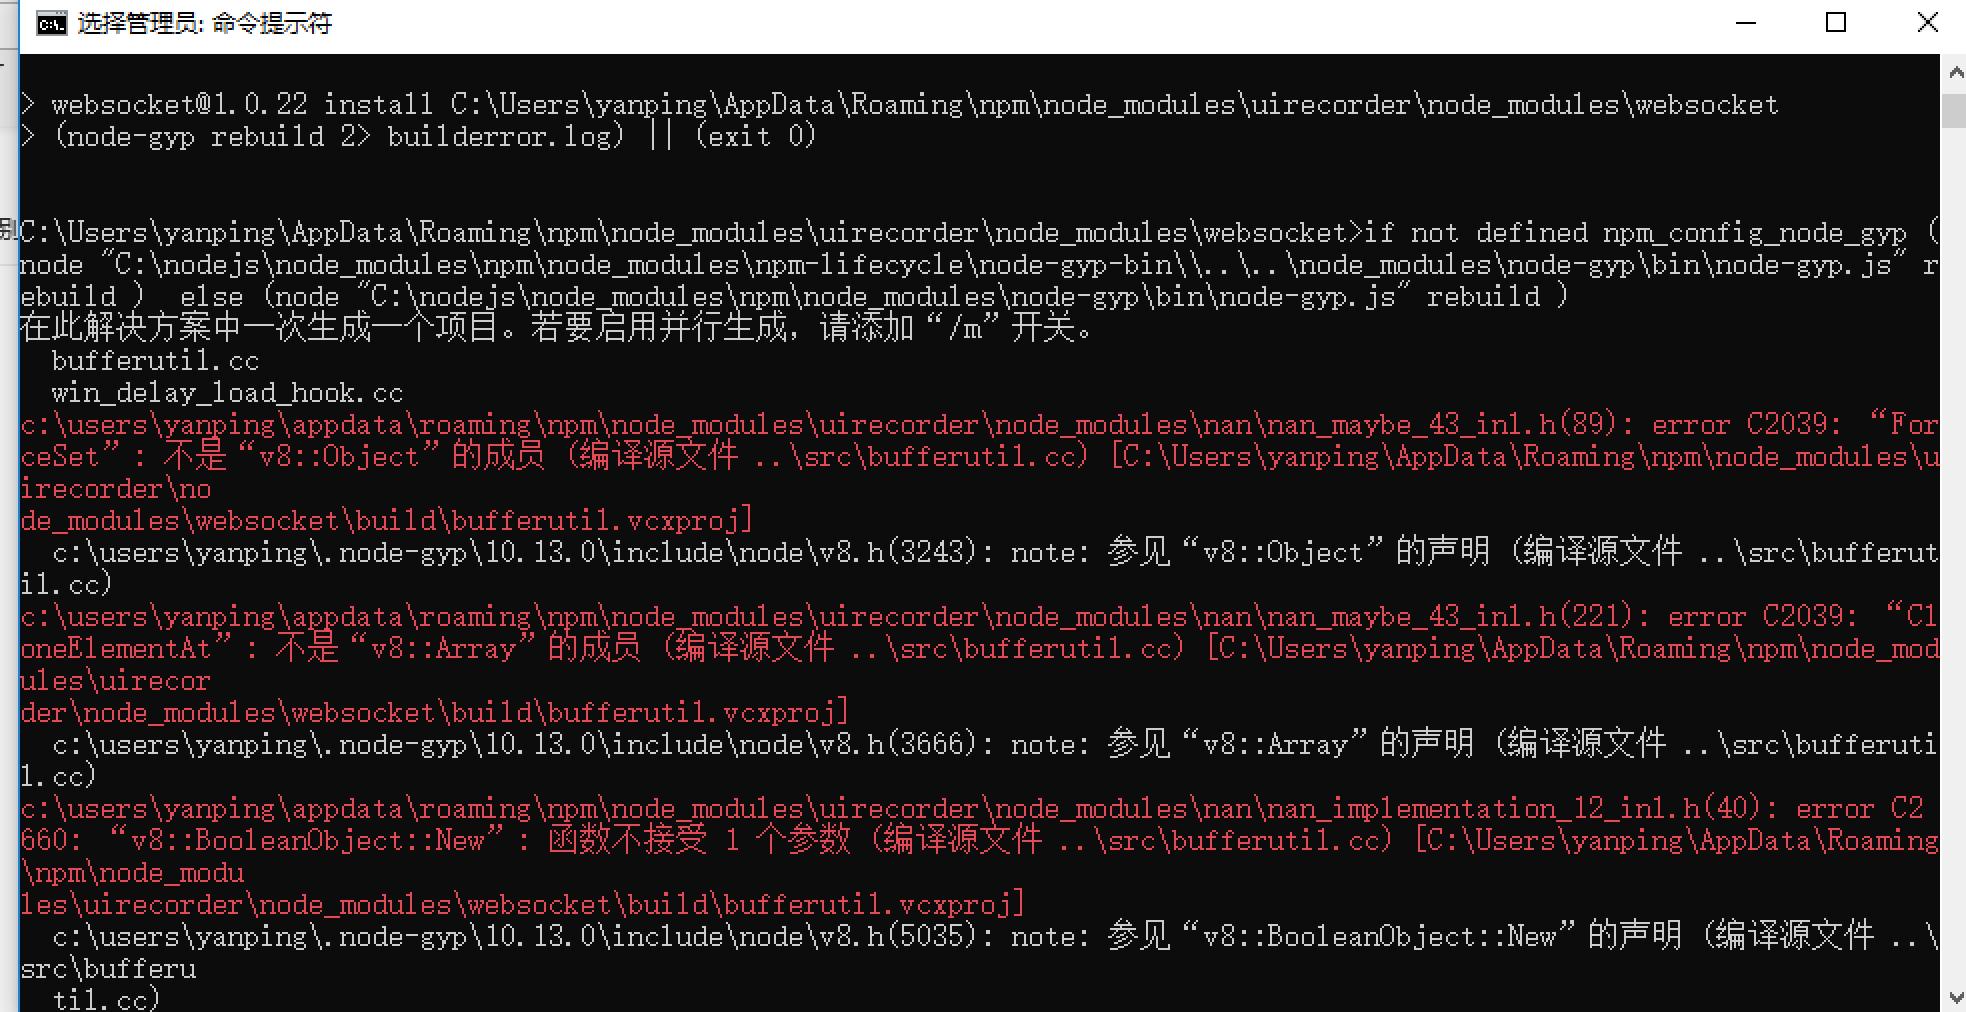 选择管理员: 命令提示符
> websocket@1.0.22 install C:\Users\yanping\AppData\Roaming\npm\node_modules\uirecorder\node_modules\websocket
> (node-gyp rebuild 2> builderror.log) || (exit 0)
C:\Users\yanping\AppData\Roaming\npm\node_modules\uirecorder\node_modules\websocket>if not defined npm_config_node_gyp (
node "C:\nodejs\node_modules\npm\node_modules\npm-lifecycle\node-gyp-bin\\..\..\node_modules\node-gyp\bin\node-gyp.js" r
ebuild )  else (node "C:\nodejs\node_modules\npm\node_modules\node-gyp\bin\node-gyp.js" rebuild )
在此解决方案中一次生成一个项目。若要启用并行生成，请添加“/m”开关。
bufferutil.cc
win_delay_load_hook.cc
c:\users\yanping\appdata\roaming\npm\node_modules\uirecorder\node_modules\nan\nan_maybe_43_inl.h(89): error C2039: “For
ceSet”: 不是“v8::Object”的成员 (编译源文件 ..\src\bufferutil.cc) [C:\Users\yanping\AppData\Roaming\npm\node_modules\u
irecorder\no
de_modules\websocket\build\bufferutil.vcxproj]
c:\users\yanping\.node-gyp\10.13.0\include\node\v8.h(3243): note: 参见“v8::Object”的声明 (编译源文件 ..\src\bufferut
il.cc)
c:\users\yanping\appdata\roaming\npm\node_modules\uirecorder\node_modules\nan\nan_maybe_43_inl.h(221): error C2039: “Cl
oneElementAt”: 不是“v8::Array”的成员 (编译源文件 ..\src\bufferutil.cc) [C:\Users\yanping\AppData\Roaming\npm\node_mod
ules\uirecor
der\node_modules\websocket\build\bufferutil.vcxproj]
c:\users\yanping\.node-gyp\10.13.0\include\node\v8.h(3666): note: 参见“v8::Array”的声明 (编译源文件 ..\src\bufferuti
l.cc)
c:\users\yanping\appdata\roaming\npm\node_modules\uirecorder\node_modules\nan\nan_implementation_12_inl.h(40): error C2
660: “v8::BooleanObject::New”: 函数不接受 1 个参数 (编译源文件 ..\src\bufferutil.cc) [C:\Users\yanping\AppData\Roaming
\npm\node_modu
les\uirecorder\node_modules\websocket\build\bufferutil.vcxproj]
c:\users\yanping\.node-gyp\10.13.0\include\node\v8.h(5035): note: 参见“v8::BooleanObject::New”的声明 (编译源文件 ..\
src\bufferu
til.cc)